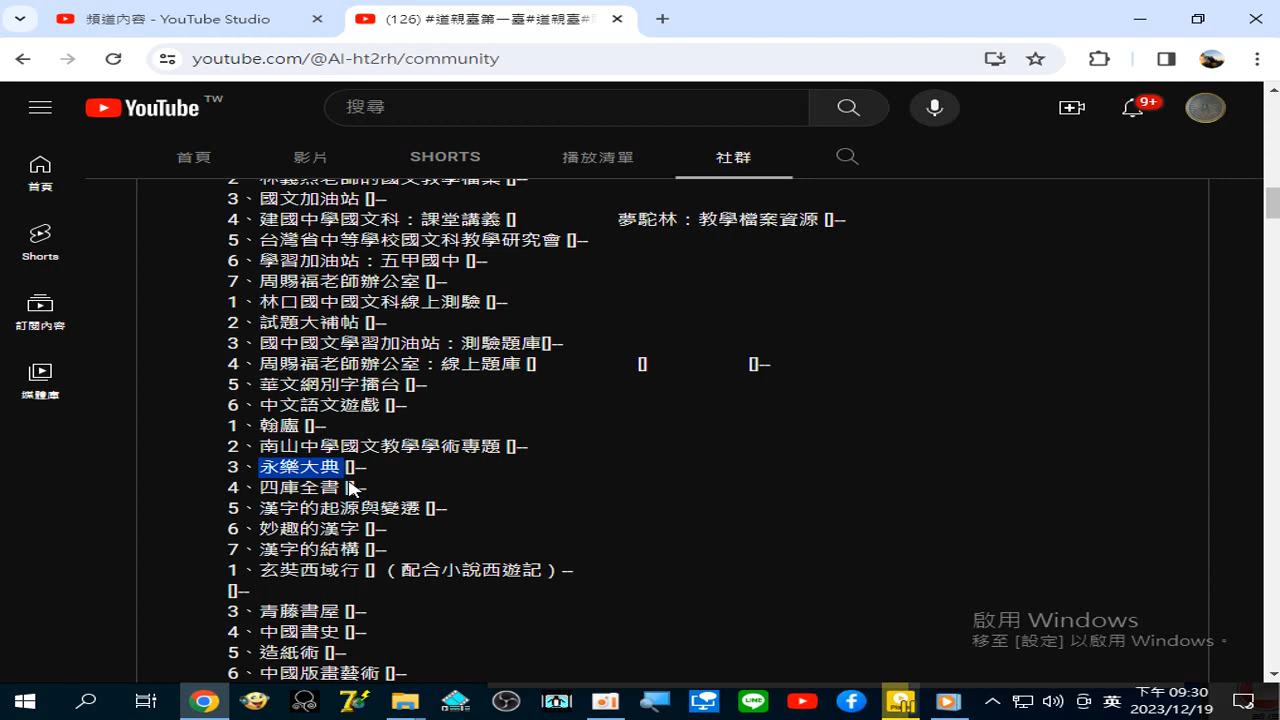 頻道內容 - YouTube Studio
(126) #道親臺第一臺#道親臺#
youtube.com/@AI-ht2rh/community
YouTube TW
搜尋
9+
首頁 影片 SHORTS 播放清單 社群
首頁
Shorts
訂閱內容
媒體庫
2、林義烈老師的國文教學檔案 []--
3、國文加油站 []--
4、建國中學國文科：課堂講義 [] 夢駝林：教學檔案資源 []--
5、台灣省中等學校國文科教學研究會 []--
6、學習加油站：五甲國中 []--
7、周賜福老師辦公室 []--
1、林口國中國文科線上測驗 []--
2、試題大補帖 []--
3、國中國文學習加油站：測驗題庫[]--
4、周賜福老師辦公室：線上題庫 [] [] []--
5、華文網別字擂台 []--
6、中文語文遊戲 []--
1、翰廬 []--
2、南山中學國文教學學術專題 []--
3、永樂大典 []--
4、四庫全書 []--
5、漢字的起源與變遷 []--
6、妙趣的漢字 []--
7、漢字的結構 []--
1、玄奘西域行 [] （配合小說西遊記）--
[]--
3、青藤書屋 []--
4、中國書史 []--
5、造紙術 []--
6、中國版畫藝術 []--
啟用 Windows
移至 [設定] 以啟用 Windows。
LINE
英
下午 09:30
2023/12/19